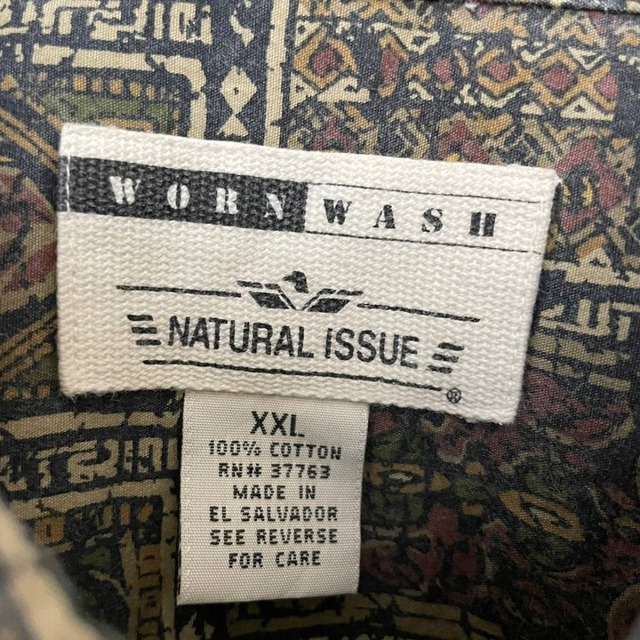 WORN WASH
NATURAL ISSUE
®
XXL
100% COTTON
RN# 37763
MADE IN
EL SALVADOR
SEE REVERSE
FOR CARE